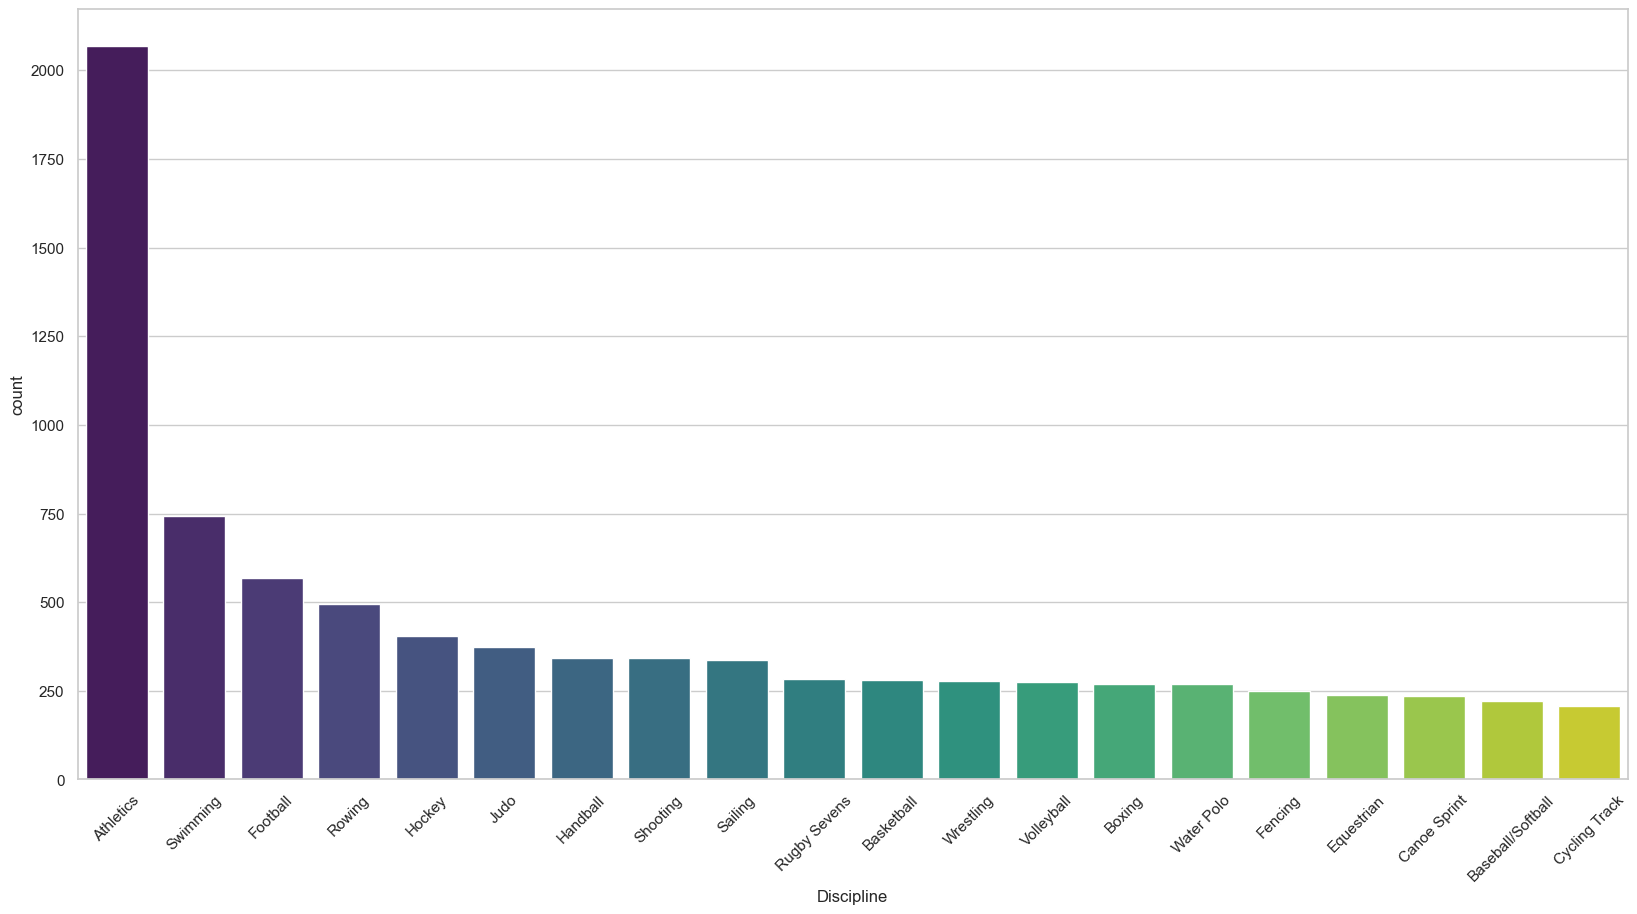 2000
1750
1500
1250
1000
750
500
250
0
count
Athletics
Swimming
Football
Rowing
Hockey
Judo
Handball
Shooting
Sailing
Rugby Sevens
Basketball
Wrestling
Volleyball
Boxing
Water Polo
Fencing
Equestrian
Canoe Sprint
Baseball/Softball
Cycling Track
Discipline